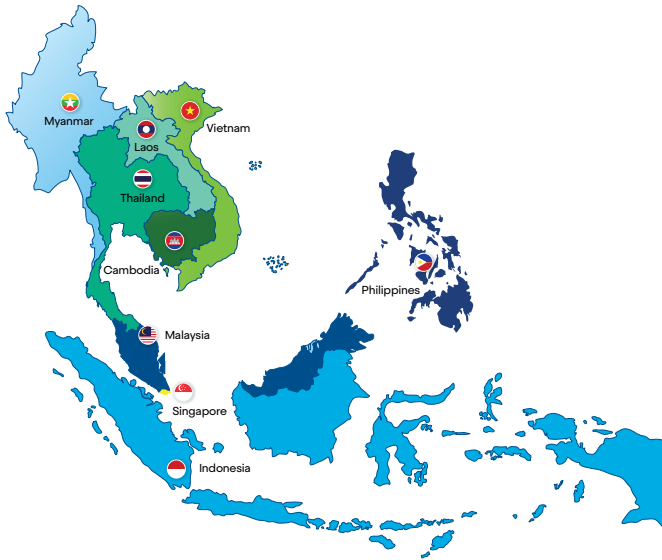 Myanmar
Vietnam
Laos
Thailand
Cambodia
Philippines
Malaysia
Singapore
Indonesia